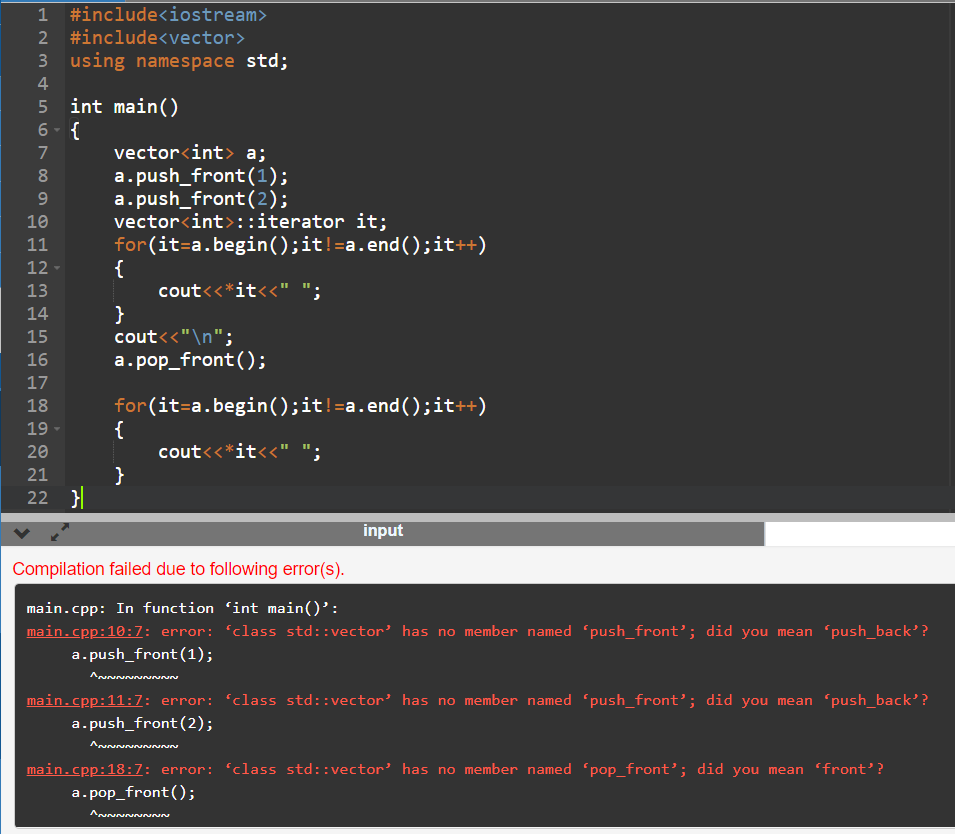 1 #include<iostream>
2 #include<vector>
3 using namespace std;
4
5 int main()
6 {
7     vector<int> a;
8     a.push_front(1);
9     a.push_front(2);
10     vector<int>::iterator it;
11     for(it=a.begin();it!=a.end();it++)
12     {
13         cout<<*it<<" ";
14     }
15     cout<<"\n";
16     a.pop_front();
17
18     for(it=a.begin();it!=a.end();it++)
19     {
20         cout<<*it<<" ";
21     }
22 }
input
Compilation failed due to following error(s).
main.cpp: In function ‘int main()’:
main.cpp:10:7: error: ‘class std::vector’ has no member named ‘push_front’; did you mean ‘push_back’?
     a.push_front(1);
       ^~~~~~~~~~
main.cpp:11:7: error: ‘class std::vector’ has no member named ‘push_front’; did you mean ‘push_back’?
     a.push_front(2);
       ^~~~~~~~~~
main.cpp:18:7: error: ‘class std::vector’ has no member named ‘pop_front’; did you mean ‘front’?
     a.pop_front();
       ^~~~~~~~~